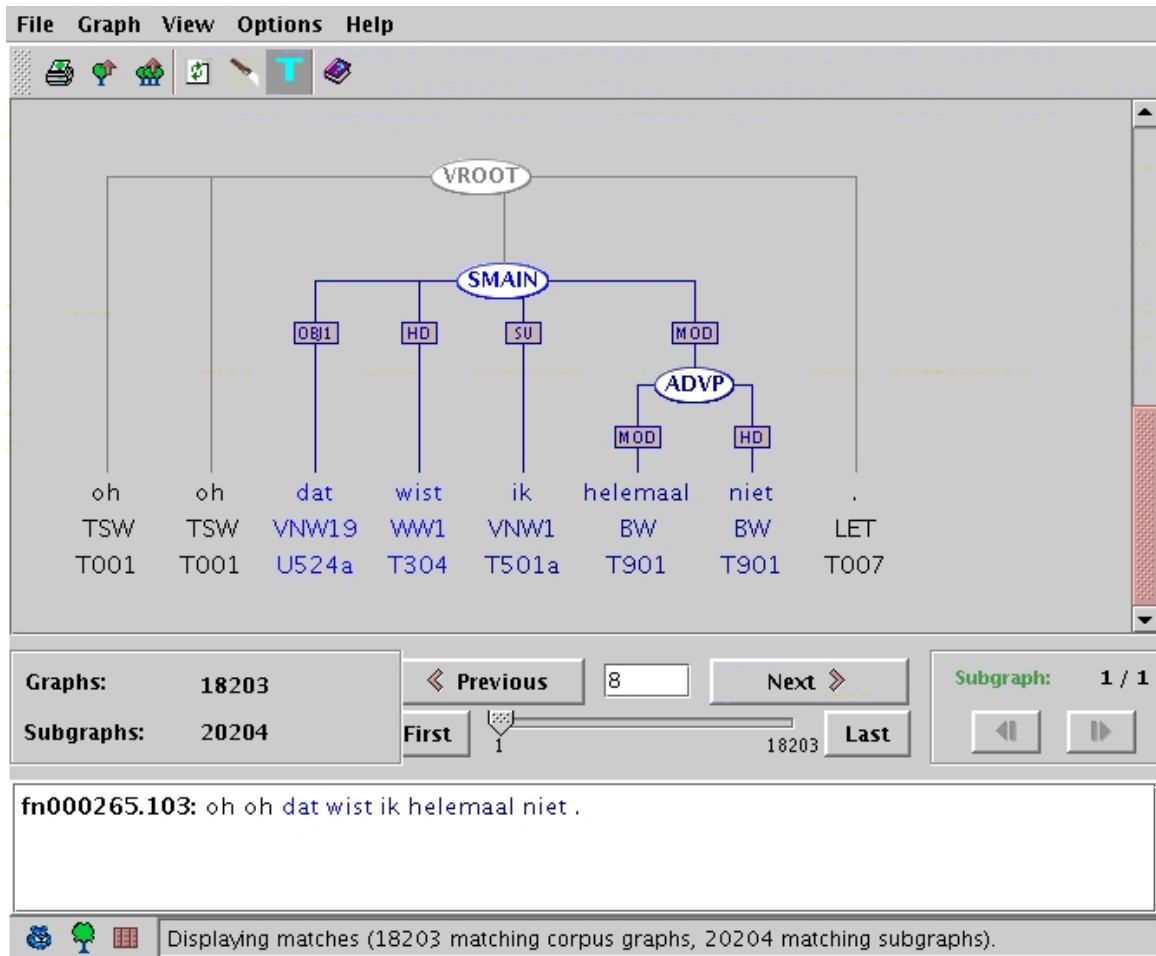 File Graph View Options Help
T
VROOT
SMAIN
OBJ1 HD SU MOD
ADVP
MOD HD
oh oh dat wist ik helemaal niet .
TSW TSW VNW19 WW1 VNW1 BW BW LET
T001 T001 U524a T304 T501a T901 T901 T007
Graphs: 18203
Previous 8 Next
Subgraph: 1 / 1
Subgraphs: 20204
First 1 18203 Last
fn000265.103: oh oh dat wist ik helemaal niet .
Displaying matches (18203 matching corpus graphs, 20204 matching subgraphs).